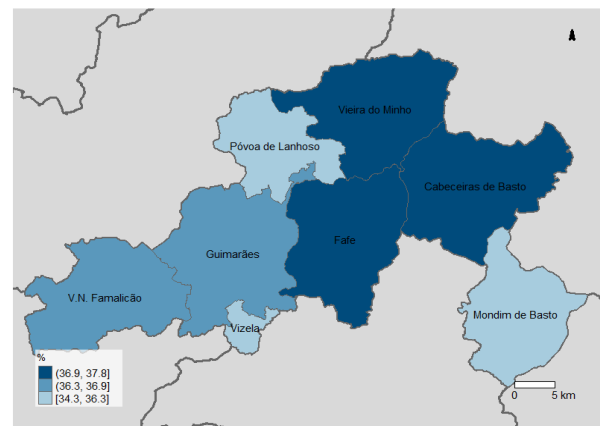 Vieira do Minho
Póvoa de Lanhoso
Cabeceiras de Basto
Fafe
Guimarães
V.N. Famalicão
Mondim de Basto
Vizela
%
(36.9, 37.8]
(36.3, 36.9]
[34.3, 36.3]
0 5 km